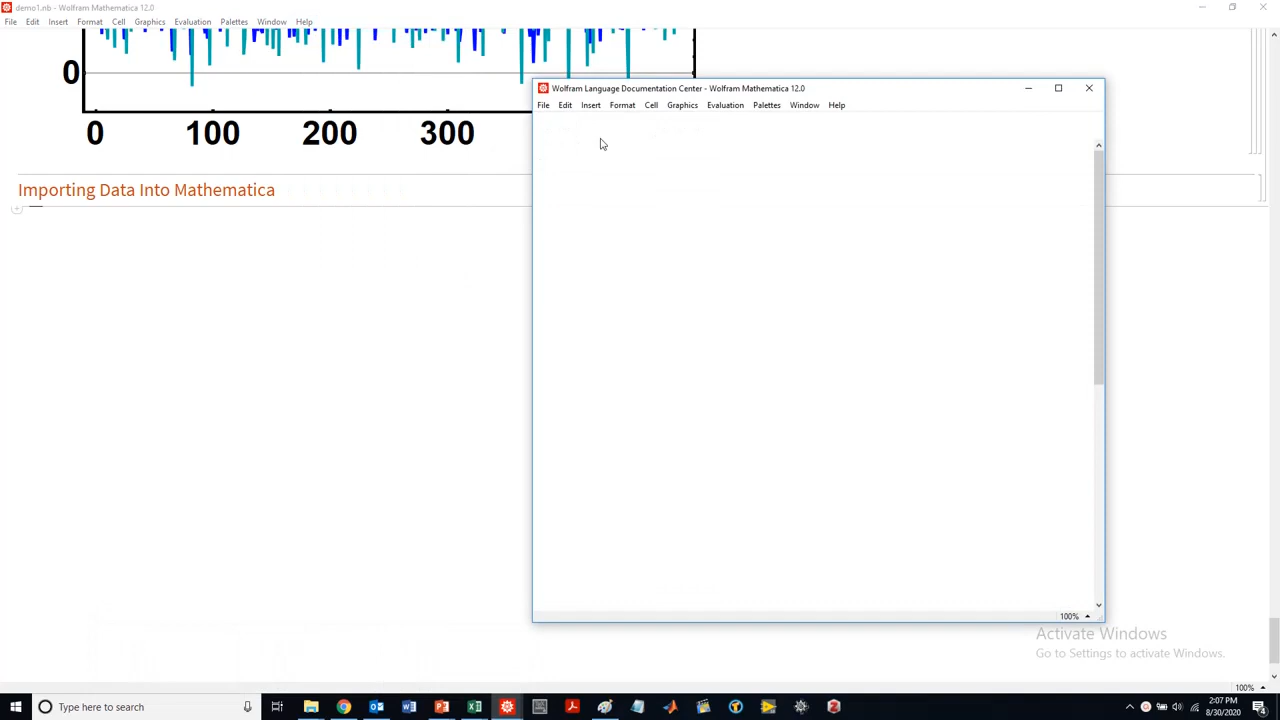 demo1.nb - Wolfram Mathematica 12.0
File Edit Insert Format Cell Graphics Evaluation Palettes Window Help
0
0 100 200 300
Wolfram Language Documentation Center - Wolfram Mathematica 12.0
File Edit Insert Format Cell Graphics Evaluation Palettes Window Help
Importing Data Into Mathematica
100%
Activate Windows
Go to Settings to activate Windows.
100%
Type here to search
2:07 PM
8/30/2020
4